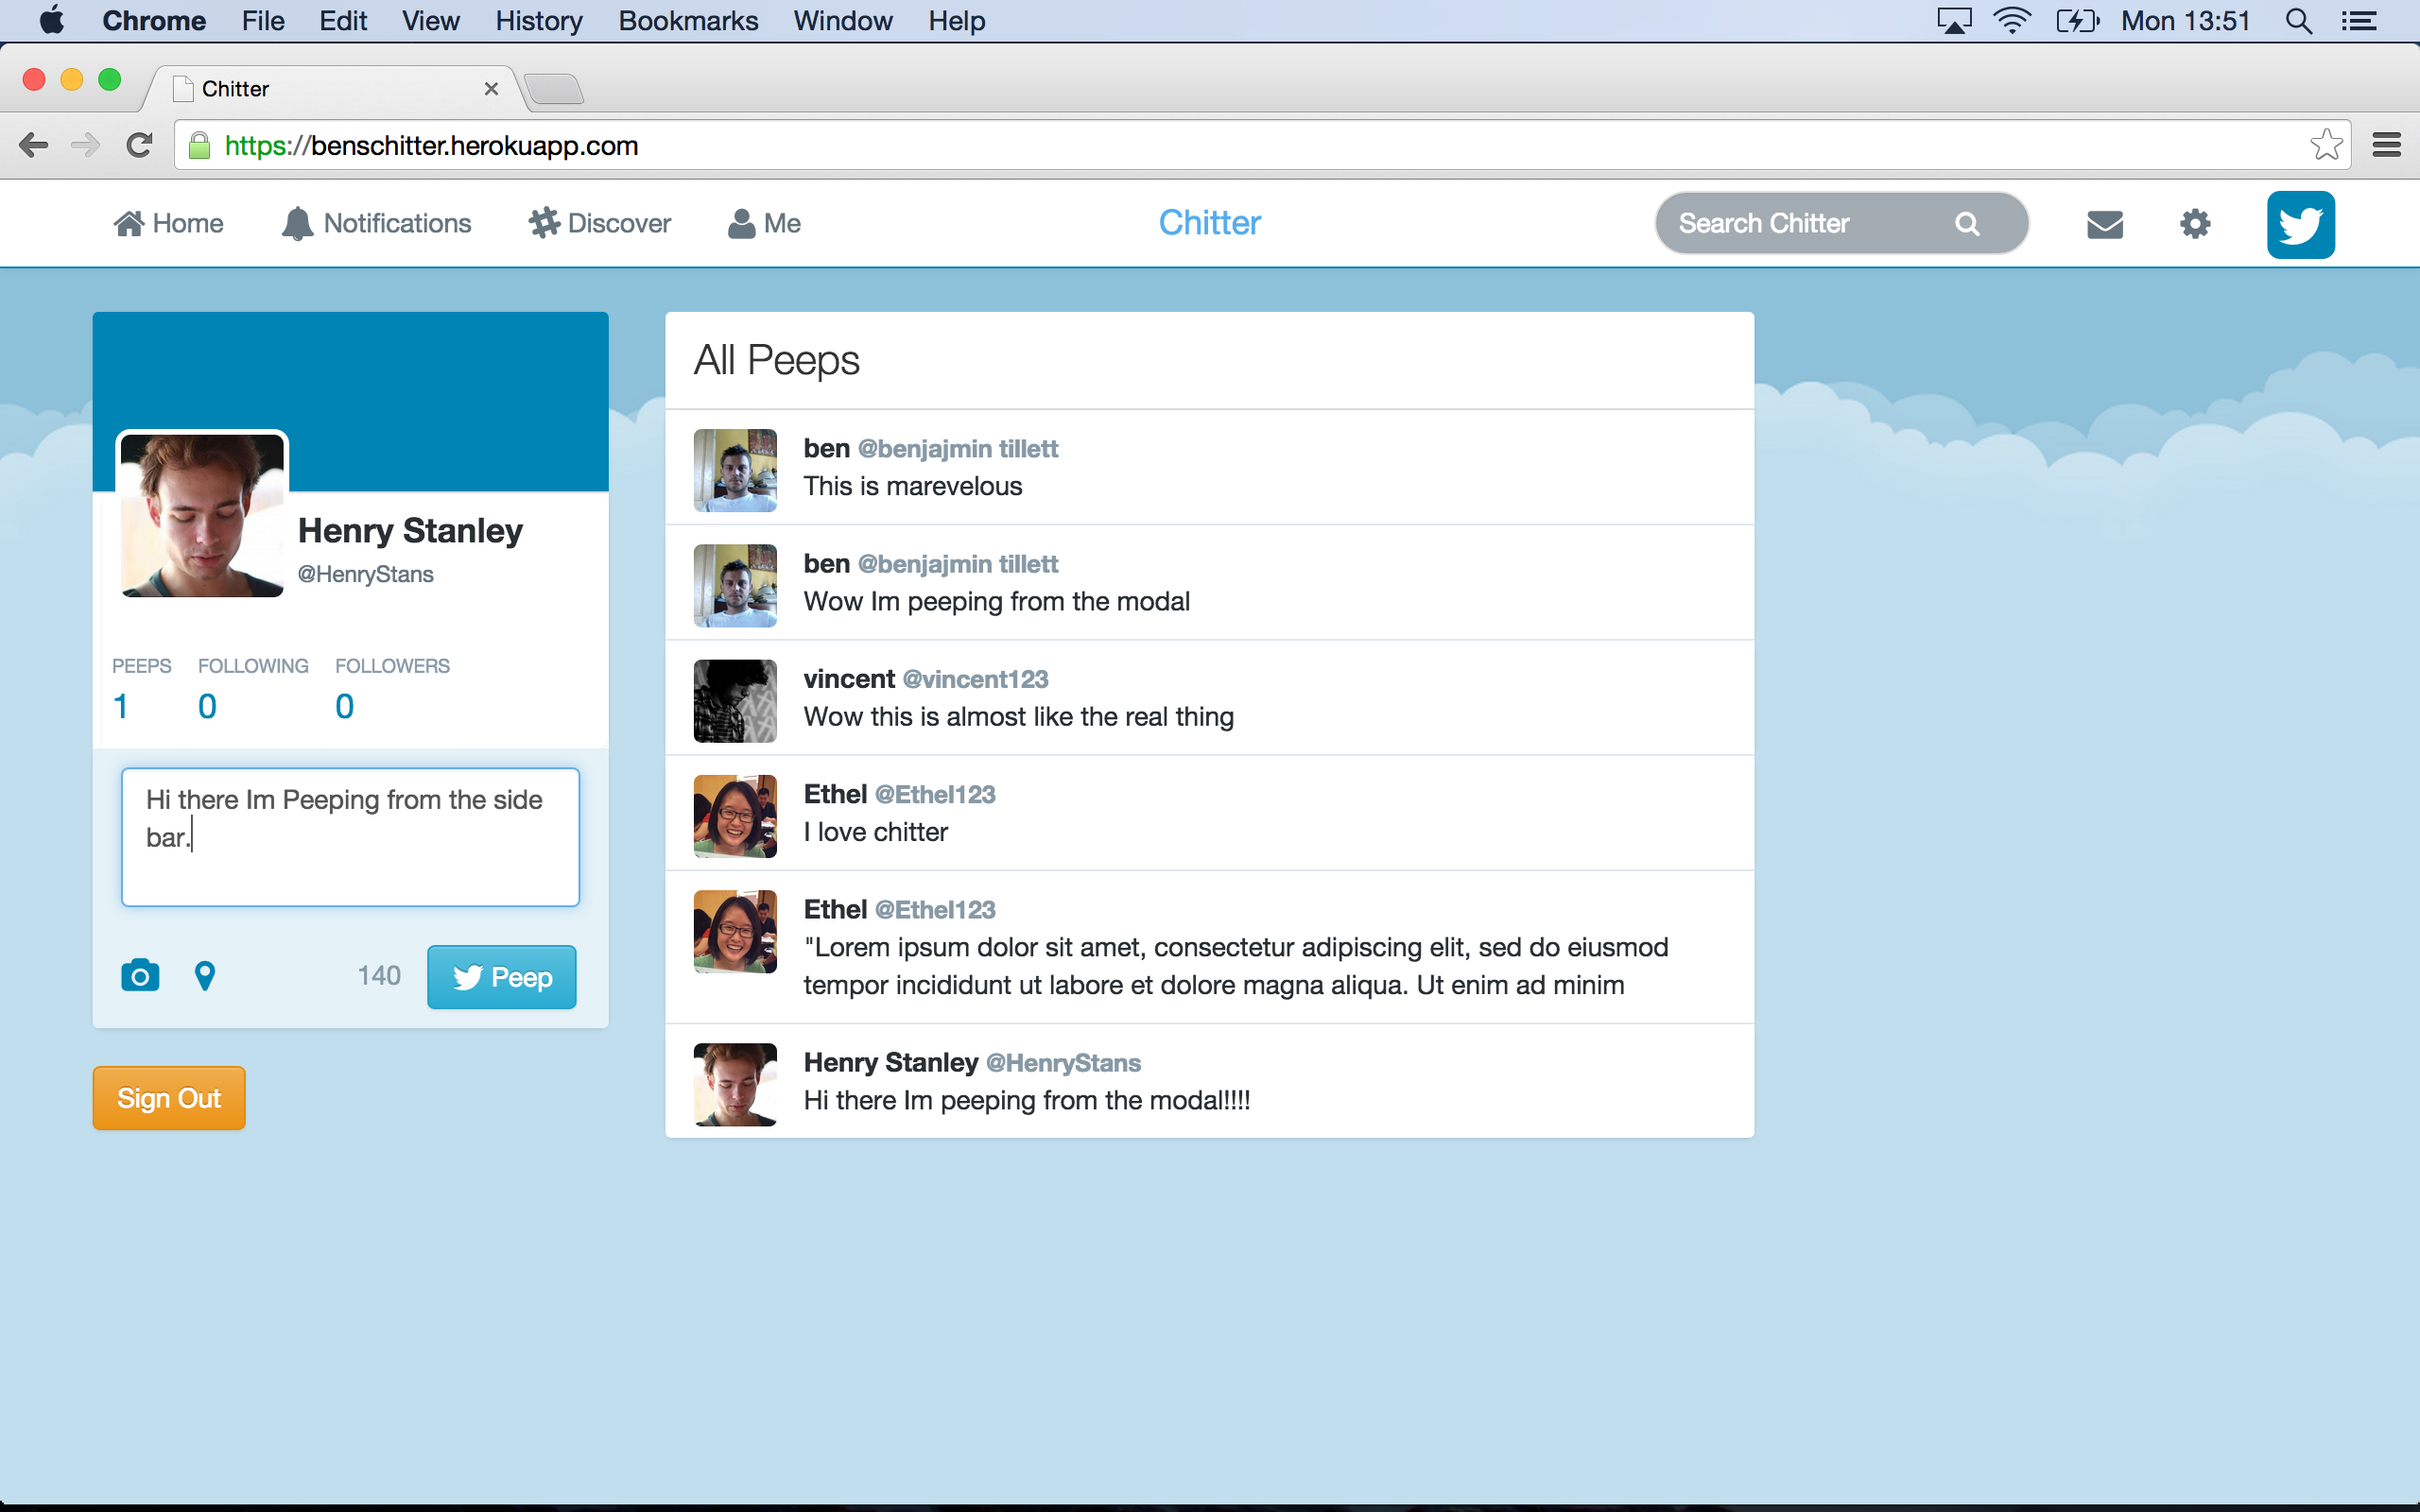 Chrome File Edit View History Bookmarks Window Help Mon 13:51
Chitter
https://benschitter.herokuapp.com
Home Notifications Discover Me Chitter Search Chitter
Henry Stanley
@HenryStans
PEEPS FOLLOWING FOLLOWERS
1 0 0
Hi there Im Peeping from the side
bar.
140 Peep
Sign Out
All Peeps
ben @benjajmin tillett
This is marevelous
ben @benjajmin tillett
Wow Im peeping from the modal
vincent @vincent123
Wow this is almost like the real thing
Ethel @Ethel123
I love chitter
Ethel @Ethel123
"Lorem ipsum dolor sit amet, consectetur adipiscing elit, sed do eiusmod
tempor incididunt ut labore et dolore magna aliqua. Ut enim ad minim
Henry Stanley @HenryStans
Hi there Im peeping from the modal!!!!